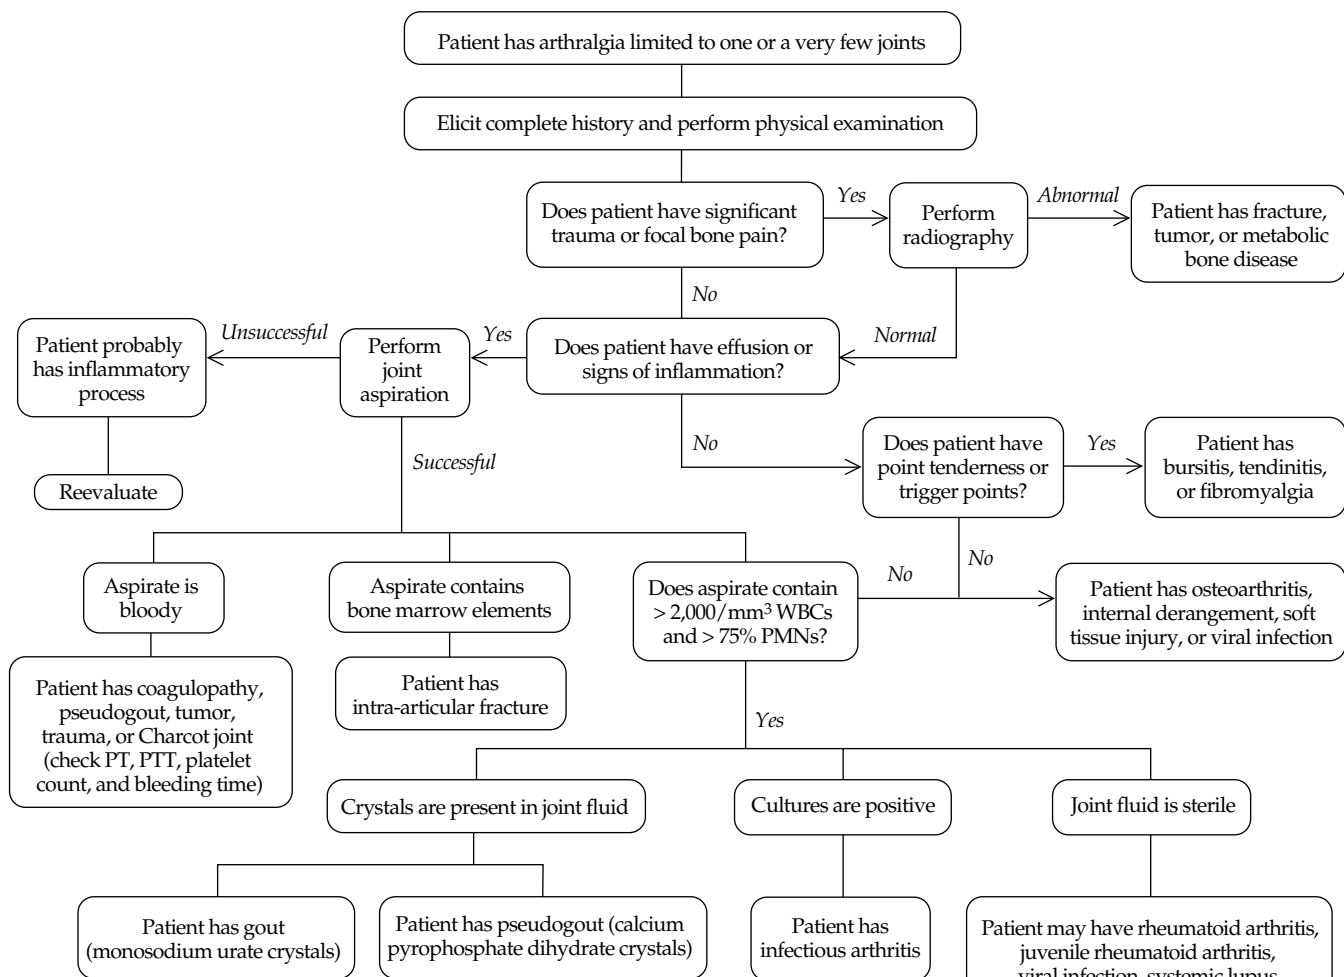 Patient has arthralgia limited to one or a very few joints
Elicit complete history and perform physical examination
Does patient have significant
trauma or focal bone pain?
Yes
Perform
radiography
Abnormal
Patient has fracture,
tumor, or metabolic
bone disease
No
Normal
Does patient have effusion or
signs of inflammation?
Yes
Perform
joint
aspiration
Unsuccessful
Patient probably
has inflammatory
process
Reevaluate
No
Does patient have
point tenderness or
trigger points?
Yes
Patient has
bursitis, tendinitis,
or fibromyalgia
No
Successful
Aspirate is
bloody
Aspirate contains
bone marrow elements
Does aspirate contain
> 2,000/mm³ WBCs
and > 75% PMNs?
No
Patient has osteoarthritis,
internal derangement, soft
tissue injury, or viral infection
Patient has coagulopathy,
pseudogout, tumor,
trauma, or Charcot joint
(check PT, PTT, platelet
count, and bleeding time)
Patient has
intra-articular fracture
Yes
Crystals are present in joint fluid
Cultures are positive
Joint fluid is sterile
Patient has gout
(monosodium urate crystals)
Patient has pseudogout (calcium
pyrophosphate dihydrate crystals)
Patient has
infectious arthritis
Patient may have rheumatoid arthritis,
juvenile rheumatoid arthritis,
viral infection, systemic lupus